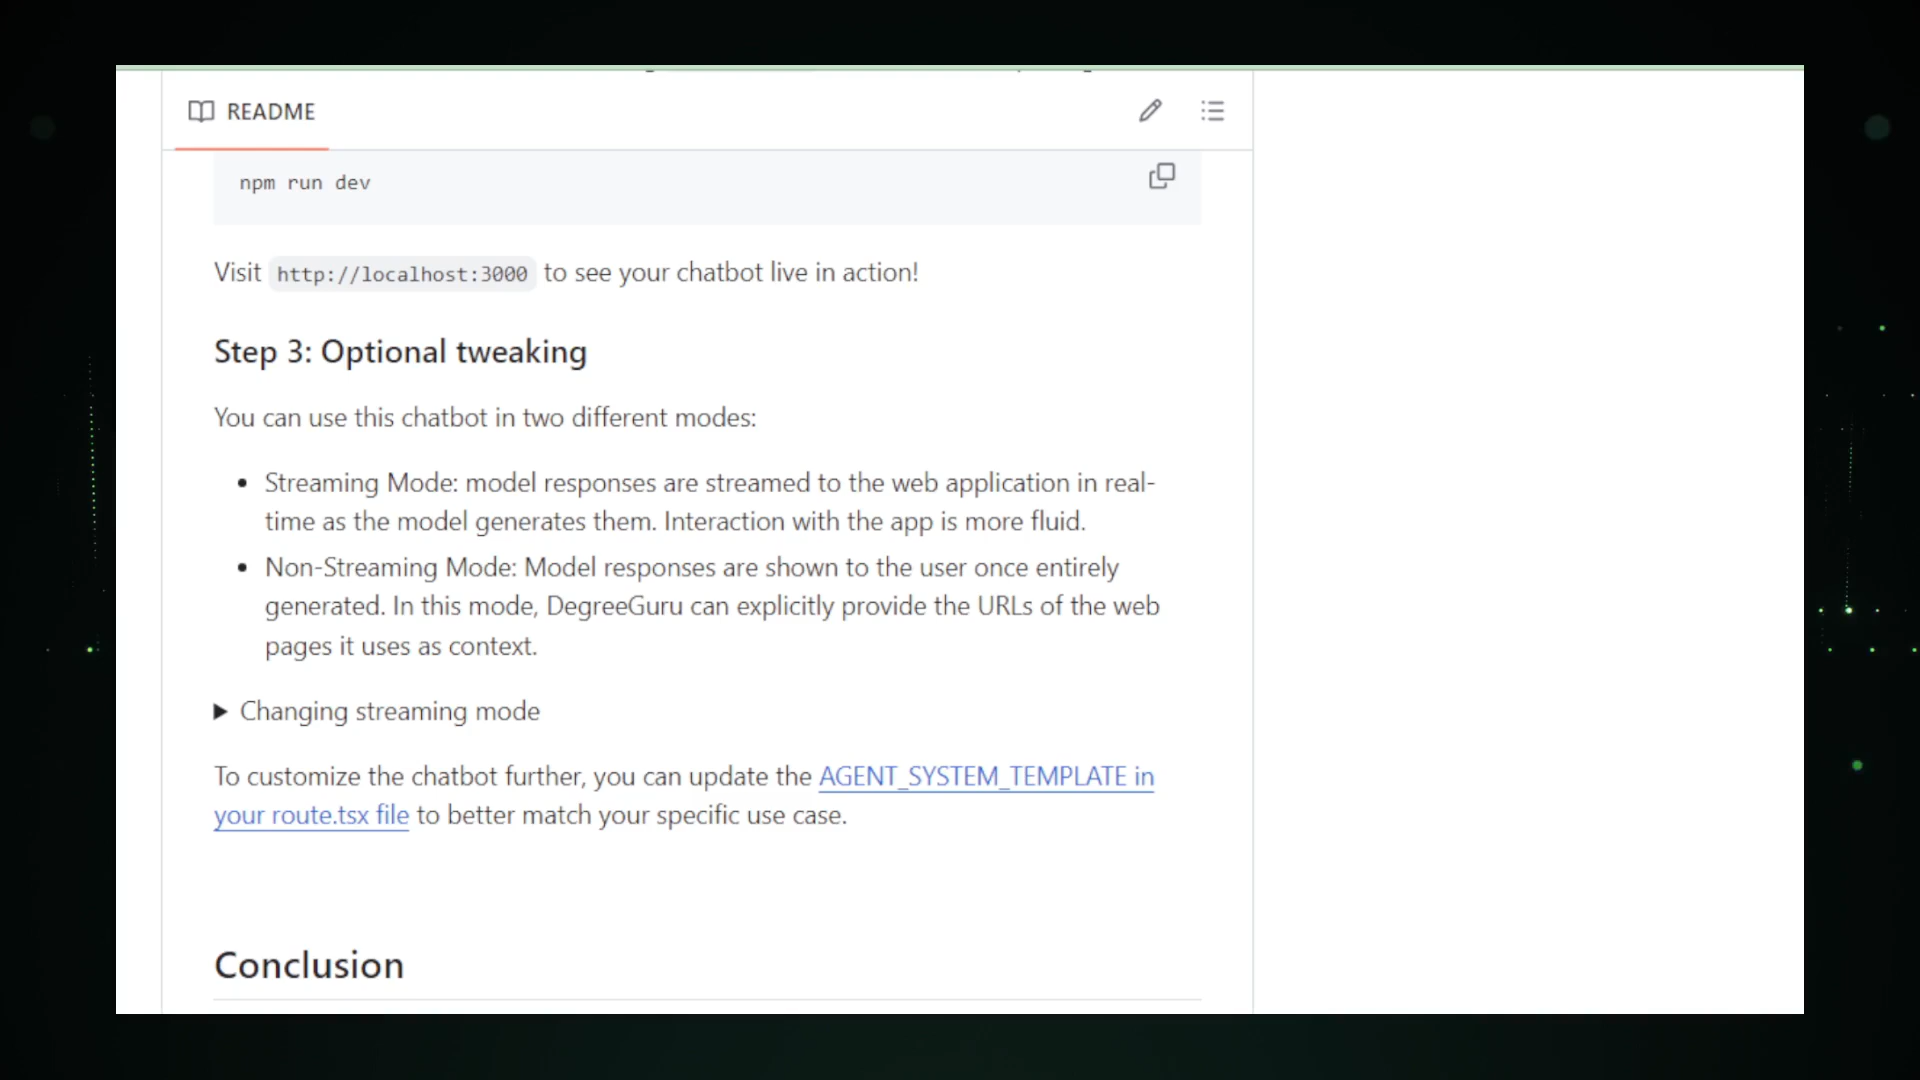 README
npm run dev
Visit http://localhost:3000 to see your chatbot live in action!
Step 3: Optional tweaking
You can use this chatbot in two different modes:
• Streaming Mode: model responses are streamed to the web application in real-
time as the model generates them. Interaction with the app is more fluid.
• Non-Streaming Mode: Model responses are shown to the user once entirely
generated. In this mode, DegreeGuru can explicitly provide the URLs of the web
pages it uses as context.
Changing streaming mode
To customize the chatbot further, you can update the AGENT_SYSTEM_TEMPLATE in
your route.tsx file to better match your specific use case.
Conclusion